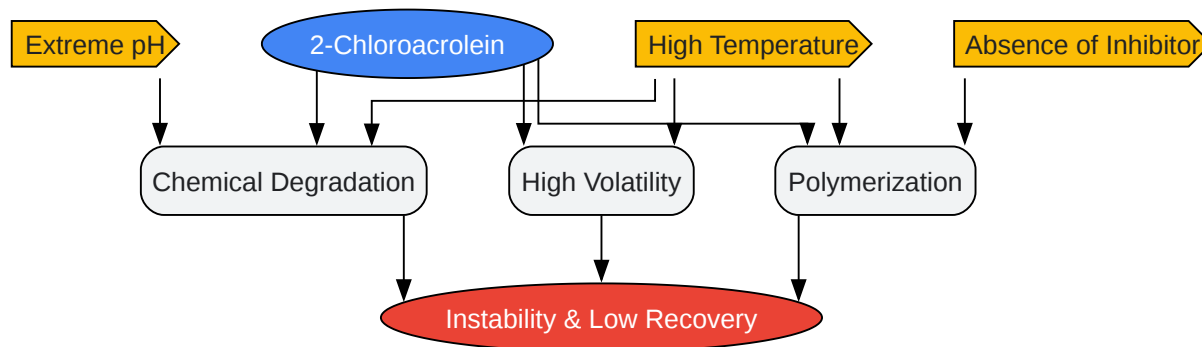 Extreme pH
2-Chloroacrolein
High Temperature
Absence of Inhibitor
Chemical Degradation
High Volatility
Polymerization
Instability & Low Recovery